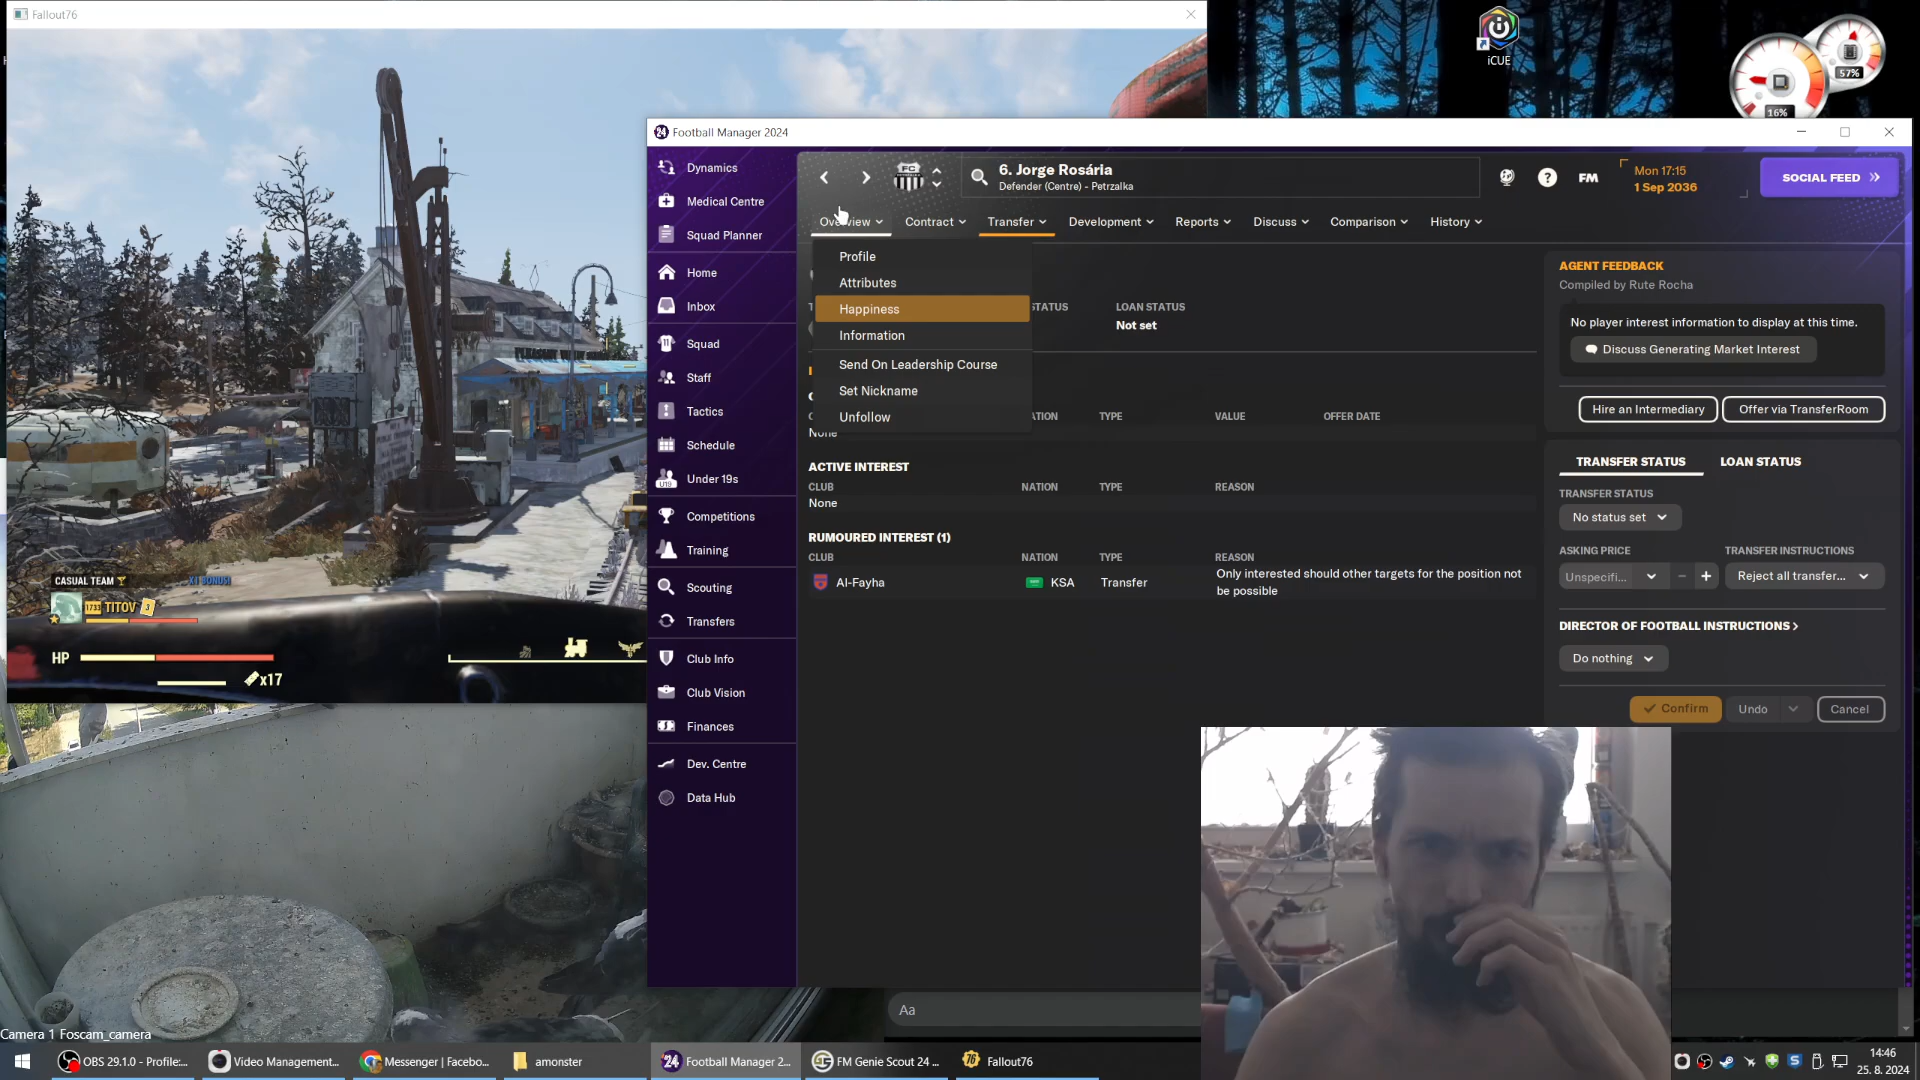 Fallout76
iCUE
57%
16%
Football Manager 2024
Dynamics
Medical Centre
Squad Planner
Home
Inbox
Squad
Staff
Tactics
Schedule
Under 19s
Competitions
Training
Scouting
Transfers
Club Info
Club Vision
Finances
Dev. Centre
Data Hub
6. Jorge Rosária
Defender (Centre) - Petrzalka
FM
Mon 17:15
1 Sep 2036
SOCIAL FEED
Overview
Contract
Transfer
Development
Reports
Discuss
Comparison
History
Profile
Attributes
Happiness
Information
Send On Leadership Course
Set Nickname
Unfollow
STATUS
LOAN STATUS
Not set
TYPE
VALUE
OFFER DATE
None
ACTIVE INTEREST
CLUB
NATION
TYPE
REASON
None
RUMOURED INTEREST (1)
CLUB
NATION
TYPE
REASON
Al-Fayha
KSA
Transfer
Only interested should other targets for the position not
be possible
AGENT FEEDBACK
Compiled by Rute Rocha
No player interest information to display at this time.
Discuss Generating Market Interest
Hire an Intermediary
Offer via TransferRoom
TRANSFER STATUS
LOAN STATUS
TRANSFER STATUS
No status set
ASKING PRICE
TRANSFER INSTRUCTIONS
Unspecifi...
Reject all transfer...
DIRECTOR OF FOOTBALL INSTRUCTIONS >
Do nothing
Confirm
Undo
Cancel
CASUAL TEAM
X1 BONUS!
1733 TITOV 3
HP
x17
Camera 1 Foscam_camera
Aa
OBS 29.1.0 - Profile:...
Video Management...
Messenger | Facebo...
amonster
Football Manager 2...
FM Genie Scout 24 ...
Fallout76
14:46
25. 8. 2024